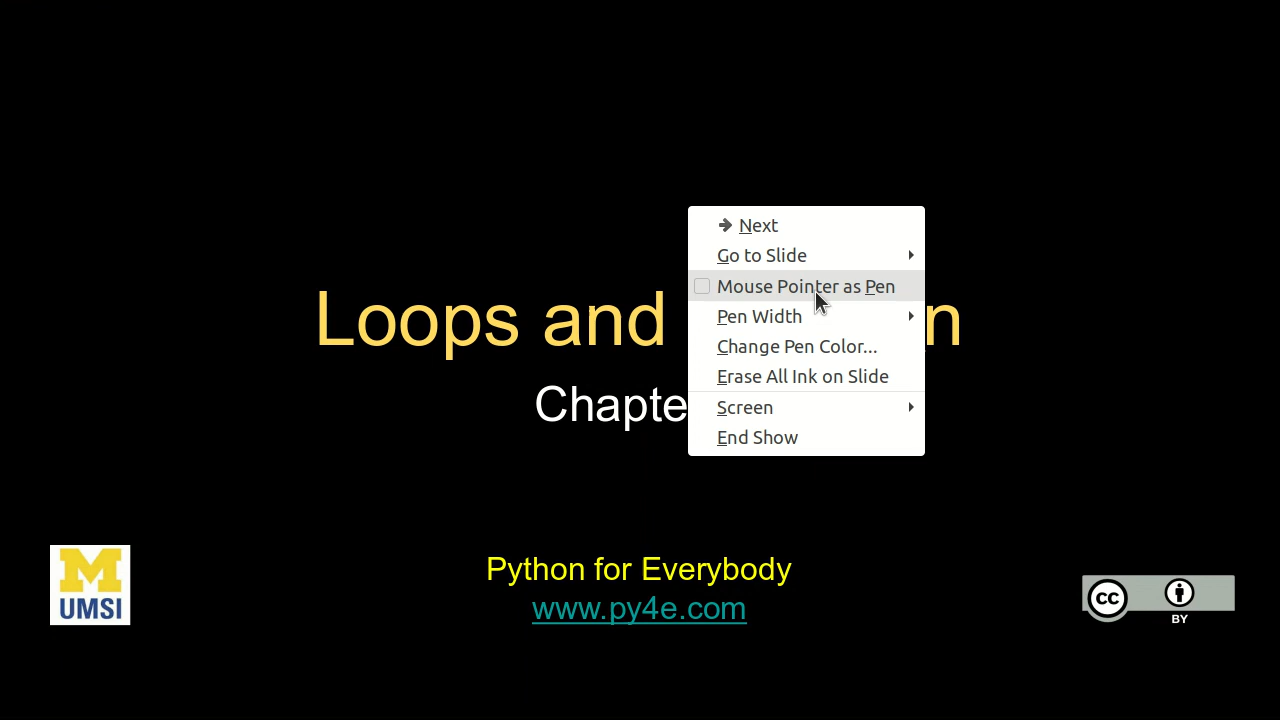 Next
Go to Slide
Mouse Pointer as Pen
Loops and n
Pen Width
Change Pen Color...
Erase All Ink on Slide
Chapte
Screen
End Show
Python for Everybody
www.py4e.com
M
UMSI
cc
BY